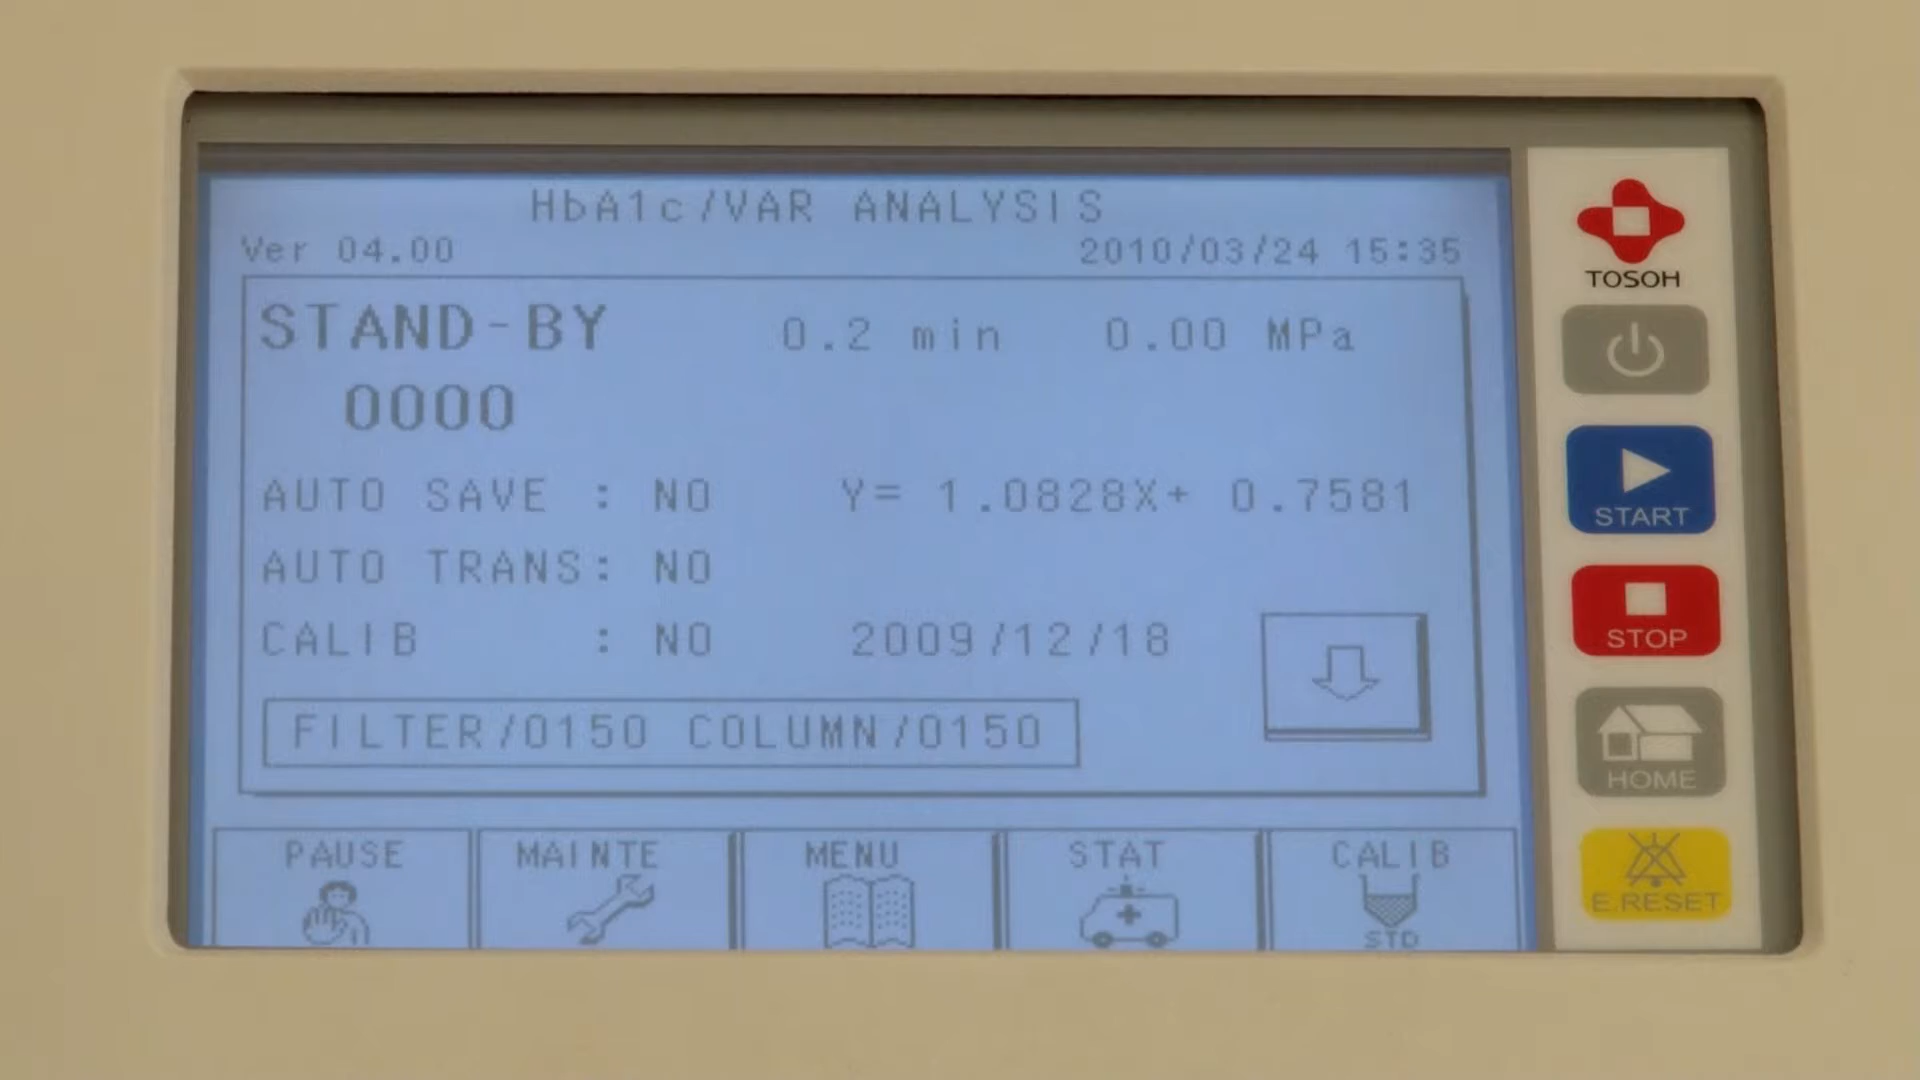 HbA1c/VAR ANALYSIS
Ver 04.00 2010/03/24 15:35
STAND-BY 0.2 min 0.00 MPa
0000
AUTO SAVE : NO Y= 1.0828X+ 0.7581
AUTO TRANS: NO
CALIB : NO 2009/12/18
FILTER/0150 COLUMN/0150
PAUSE MAINTE MENU STAT CALIB
STD
TOSOH
START
STOP
HOME
E.RESET